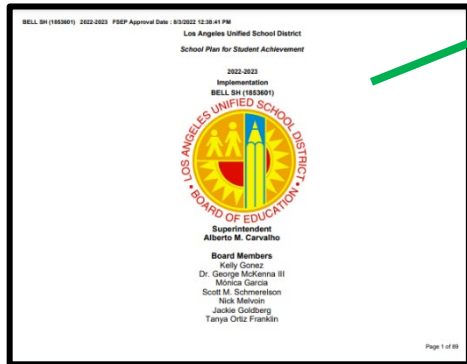 BELL SH (1853601) 2022-2023 FSEP Approval Date : 8/3/2022 12:38:41 PM
Los Angeles Unified School District
School Plan for Student Achievement
2022-2023
Implementation
BELL SH (1853601)
LOS ANGELES UNIFIED SCHOOL DISTRICT • BOARD OF EDUCATION •
Superintendent
Alberto M. Carvalho
Board Members
Kelly Gonez
Dr. George McKenna III
Mónica Garcia
Scott M. Schmerelson
Nick Melvoin
Jackie Goldberg
Tanya Ortiz Franklin
Page 1 of 89